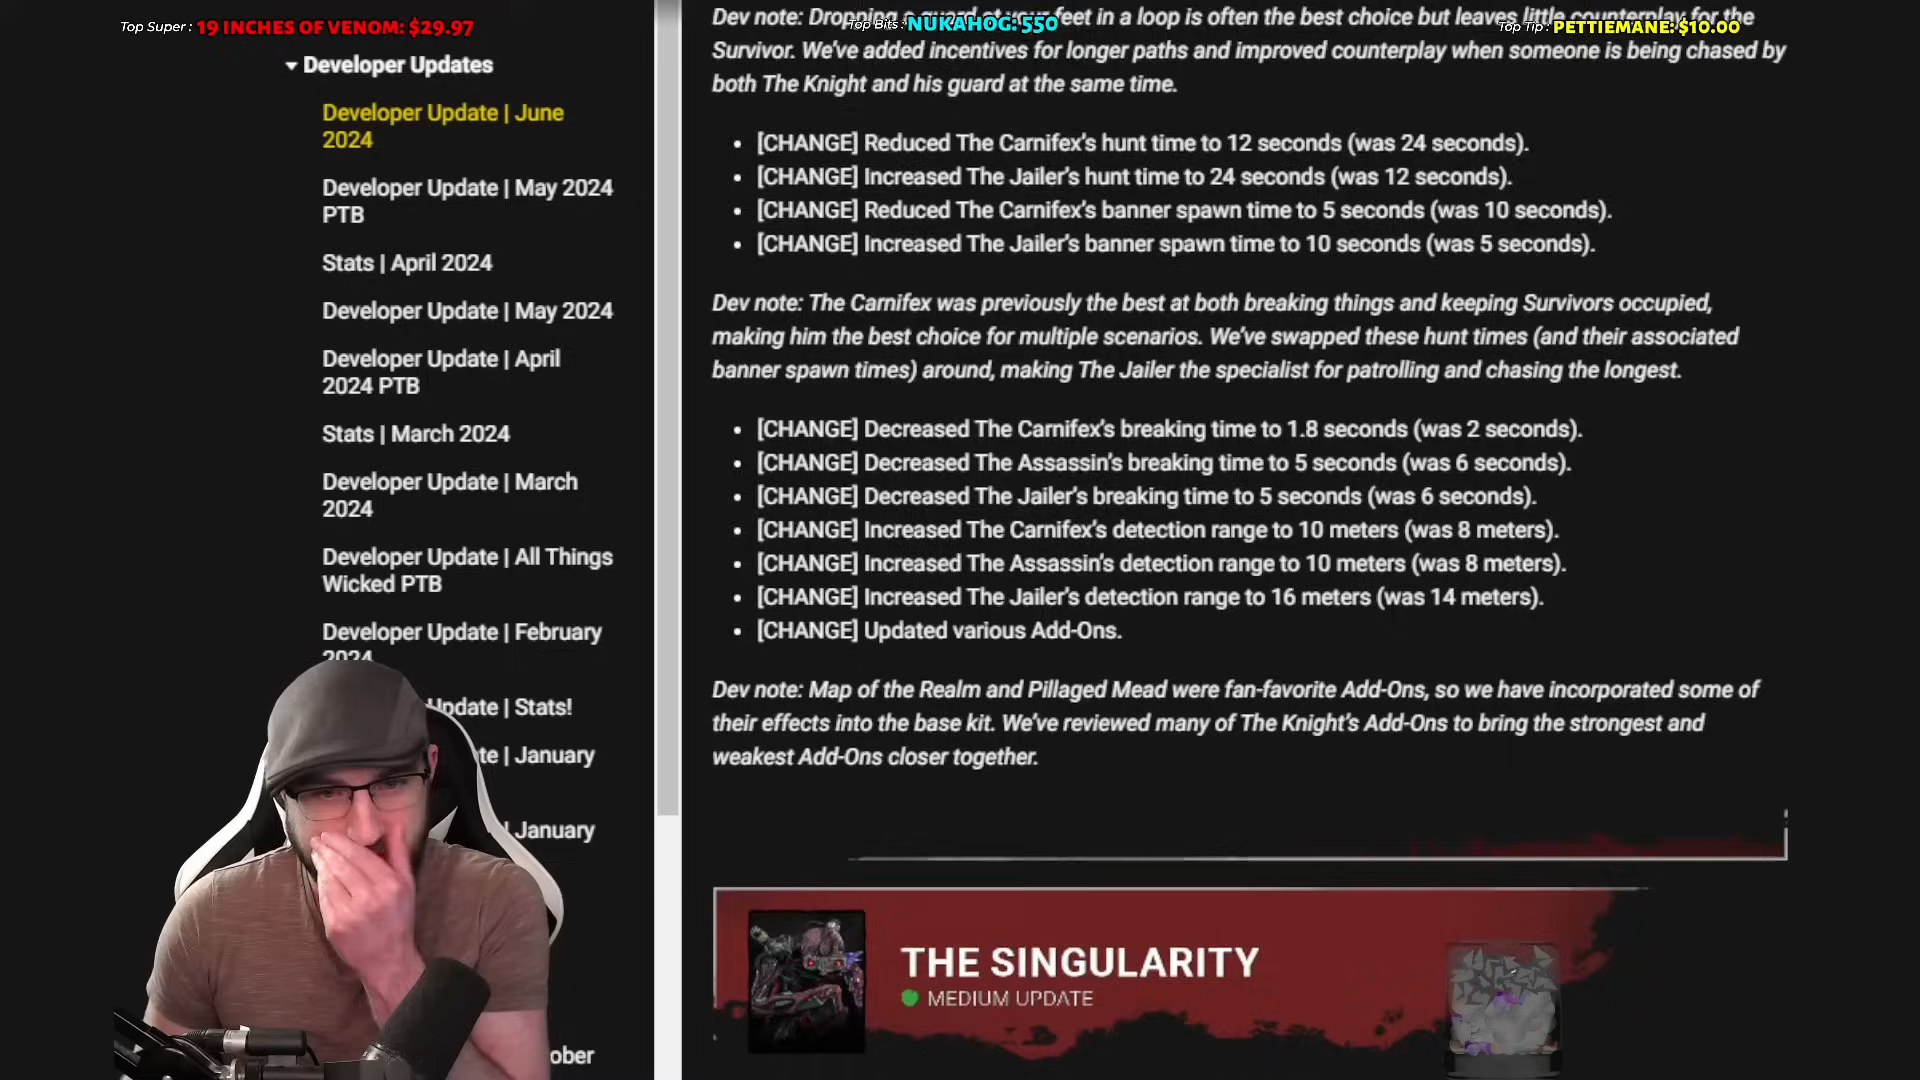 Top Super : 19 INCHES OF VENOM: $29.97
Top Bits : NUKAHOG: 550
Top Tip : PETTIEMANE: $10.00
Developer Updates
Developer Update | June
2024
Developer Update | May 2024
PTB
Stats | April 2024
Developer Update | May 2024
Developer Update | April
2024 PTB
Stats | March 2024
Developer Update | March
2024
Developer Update | All Things
Wicked PTB
Developer Update | February
2024
Update | Stats!
te | January
| January
ober
Dev note: Dropping a guard at your feet in a loop is often the best choice but leaves little counterplay for the
Survivor. We've added incentives for longer paths and improved counterplay when someone is being chased by
both The Knight and his guard at the same time.
• [CHANGE] Reduced The Carnifex's hunt time to 12 seconds (was 24 seconds).
• [CHANGE] Increased The Jailer's hunt time to 24 seconds (was 12 seconds).
• [CHANGE] Reduced The Carnifex's banner spawn time to 5 seconds (was 10 seconds).
• [CHANGE] Increased The Jailer's banner spawn time to 10 seconds (was 5 seconds).
Dev note: The Carnifex was previously the best at both breaking things and keeping Survivors occupied,
making him the best choice for multiple scenarios. We've swapped these hunt times (and their associated
banner spawn times) around, making The Jailer the specialist for patrolling and chasing the longest.
• [CHANGE] Decreased The Carnifex's breaking time to 1.8 seconds (was 2 seconds).
• [CHANGE] Decreased The Assassin's breaking time to 5 seconds (was 6 seconds).
• [CHANGE] Decreased The Jailer's breaking time to 5 seconds (was 6 seconds).
• [CHANGE] Increased The Carnifex's detection range to 10 meters (was 8 meters).
• [CHANGE] Increased The Assassin's detection range to 10 meters (was 8 meters).
• [CHANGE] Increased The Jailer's detection range to 16 meters (was 14 meters).
• [CHANGE] Updated various Add-Ons.
Dev note: Map of the Realm and Pillaged Mead were fan-favorite Add-Ons, so we have incorporated some of
their effects into the base kit. We've reviewed many of The Knight's Add-Ons to bring the strongest and
weakest Add-Ons closer together.
THE SINGULARITY
MEDIUM UPDATE